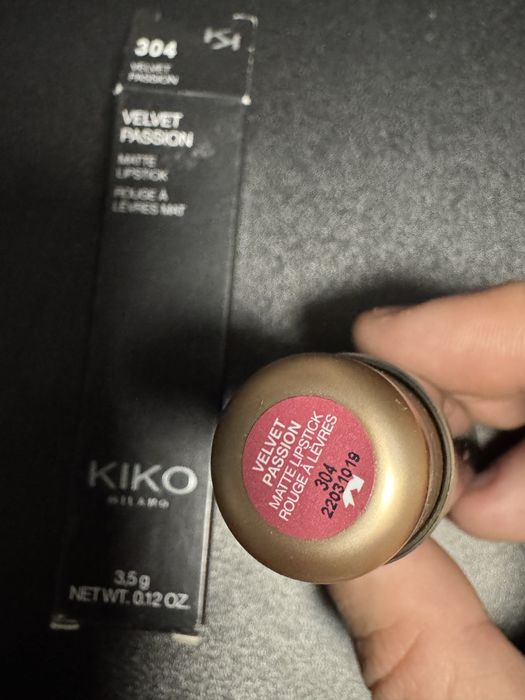 304
VELVET
PASSION
VELVET
PASSION
MATTE
LIPSTICK
ROUGE À
LÈVRES MAT
KIKO
MILANO
3.5 g
NET WT. 0.12 OZ.
VELVET
PASSION
MATTE LIPSTICK
ROUGE À LÈVRES
304
22031019